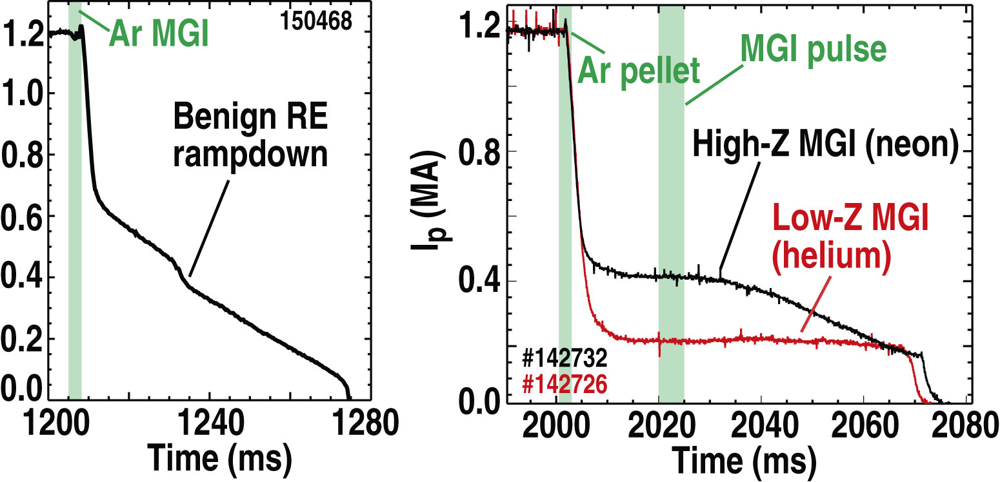 150468
Ar MGI
Benign RE
rampdown
1.2
1.0
0.8
0.6
0.4
0.2
0.0
1200
1240
1280
Time (ms)
MGI pulse
Ar pellet
High-Z MGI (neon)
Low-Z MGI
(helium)
#142732
#142726
Ip (MA)
1.2
0.8
0.4
0.0
2000
2020
2040
2060
2080
Time (ms)